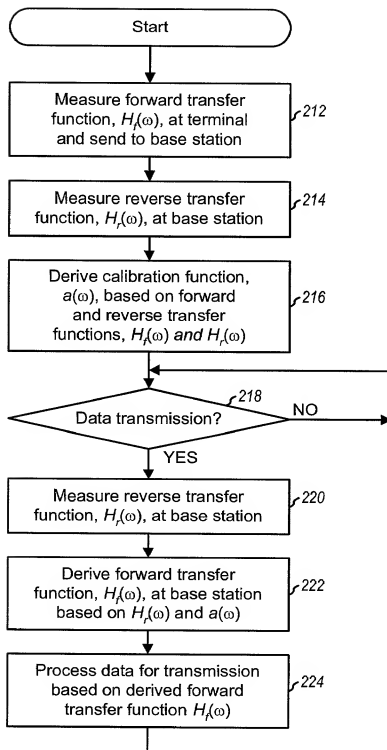 Start
Measure forward transfer
function, Hf(ω), at terminal
and send to base station
212
Measure reverse transfer
function, Hr(ω), at base station
214
Derive calibration function,
a(ω), based on forward
and reverse transfer
functions, Hf(ω) and Hr(ω)
216
218
Data transmission?
NO
YES
Measure reverse transfer
function, Hr(ω), at base station
220
Derive forward transfer
function, Hf(ω), at base station
based on Hr(ω) and a(ω)
222
Process data for transmission
based on derived forward
transfer function Hf(ω)
224